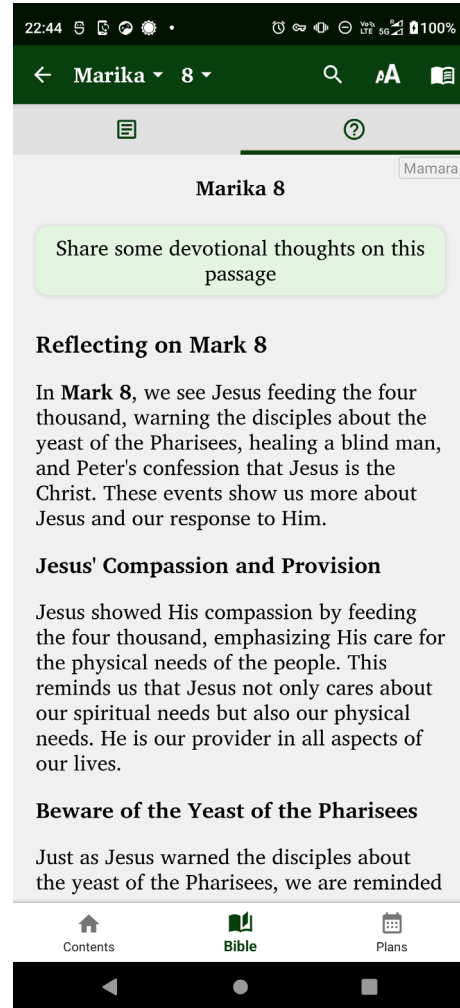 22:44 VoLTE 5G 100%
Marika 8
Mamara
Marika 8
Share some devotional thoughts on this
passage
Reflecting on Mark 8
In Mark 8, we see Jesus feeding the four
thousand, warning the disciples about the
yeast of the Pharisees, healing a blind man,
and Peter's confession that Jesus is the
Christ. These events show us more about
Jesus and our response to Him.
Jesus' Compassion and Provision
Jesus showed His compassion by feeding
the four thousand, emphasizing His care for
the physical needs of the people. This
reminds us that Jesus not only cares about
our spiritual needs but also our physical
needs. He is our provider in all aspects of
our lives.
Beware of the Yeast of the Pharisees
Just as Jesus warned the disciples about
the yeast of the Pharisees, we are reminded
Contents Bible Plans